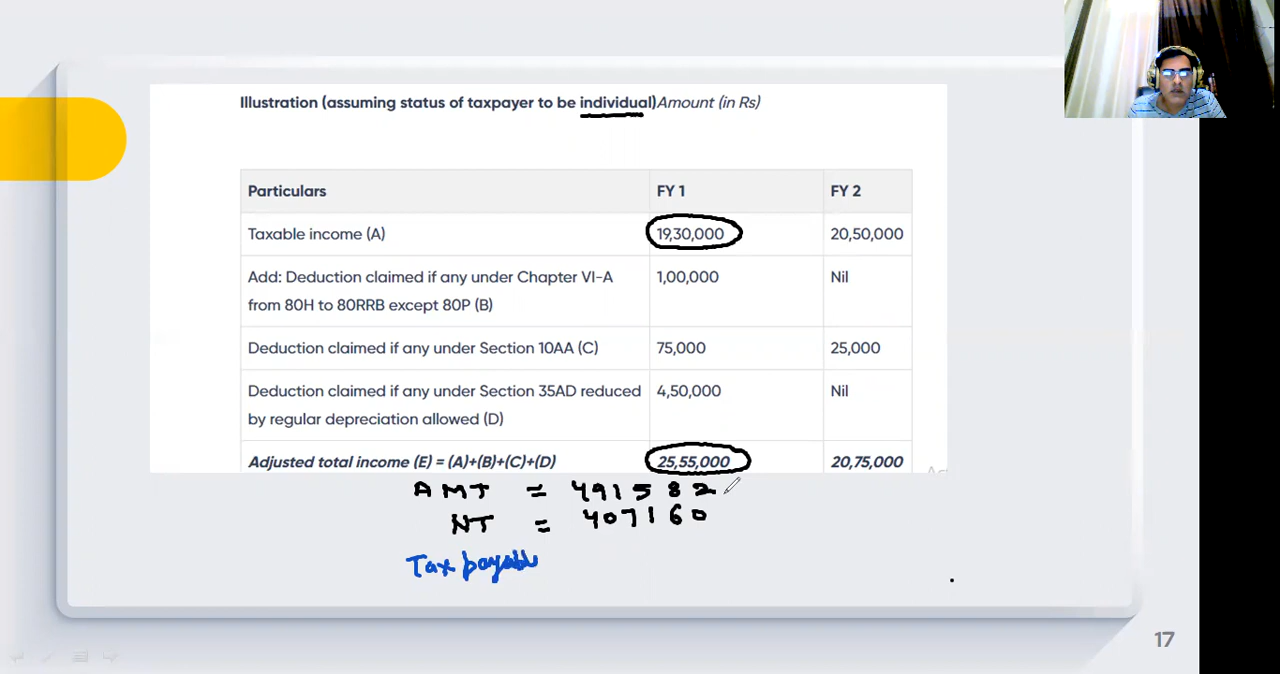 Illustration (assuming status of taxpayer to be individual)Amount (in Rs)
Particulars FY 1 FY 2
Taxable income (A) 19,30,000 20,50,000
Add: Deduction claimed if any under Chapter VI-A
from 80H to 80RRB except 80P (B) 1,00,000 Nil
Deduction claimed if any under Section 10AA (C) 75,000 25,000
Deduction claimed if any under Section 35AD reduced
by regular depreciation allowed (D) 4,50,000 Nil
Adjusted total income (E) = (A)+(B)+(C)+(D) 25,55,000 20,75,000
AMT = 491582
NT = 407160
Tax payable
17